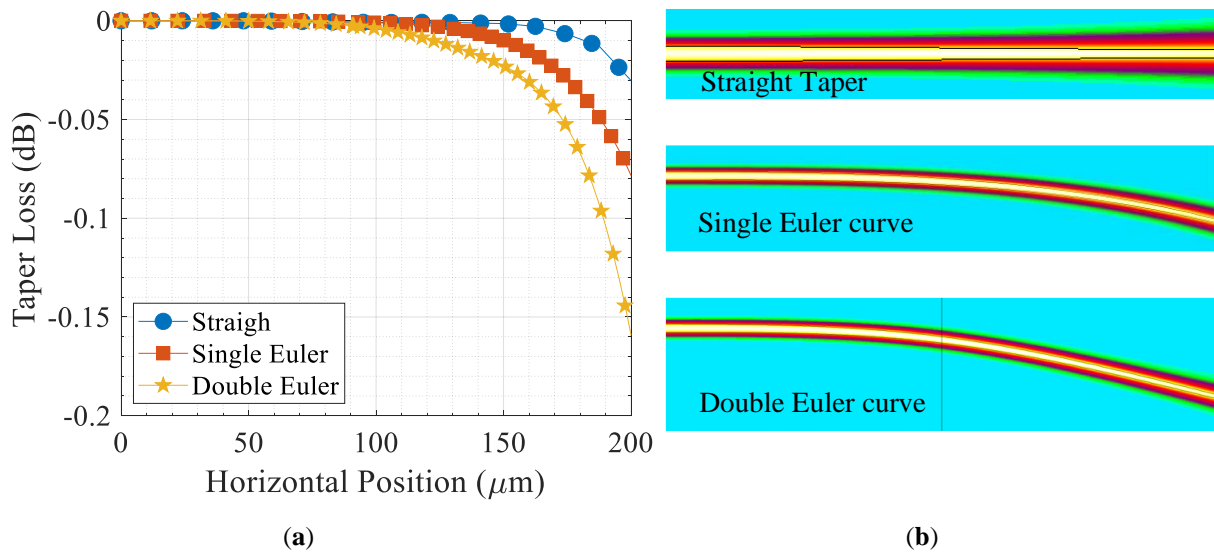 0
-0.05
-0.1
-0.15
-0.2
Taper Loss (dB)
Straigh
Single Euler
Double Euler
0 50 100 150 200
Horizontal Position (μm)
(a)
Straight Taper
Single Euler curve
Double Euler curve
(b)